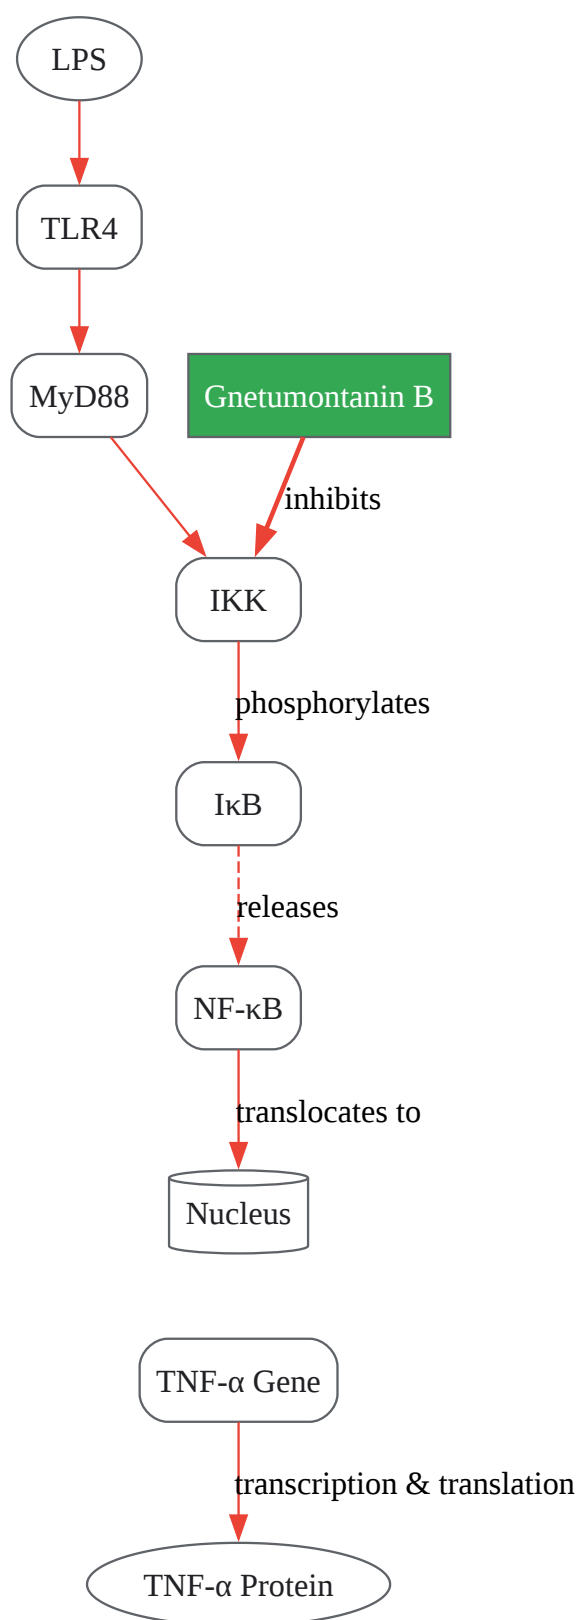 LPS
TLR4
MyD88
Gnetumontanin B
inhibits
IKK
phosphorylates
IκB
releases
NF-κB
translocates to
Nucleus
TNF-α Gene
transcription & translation
TNF-α Protein